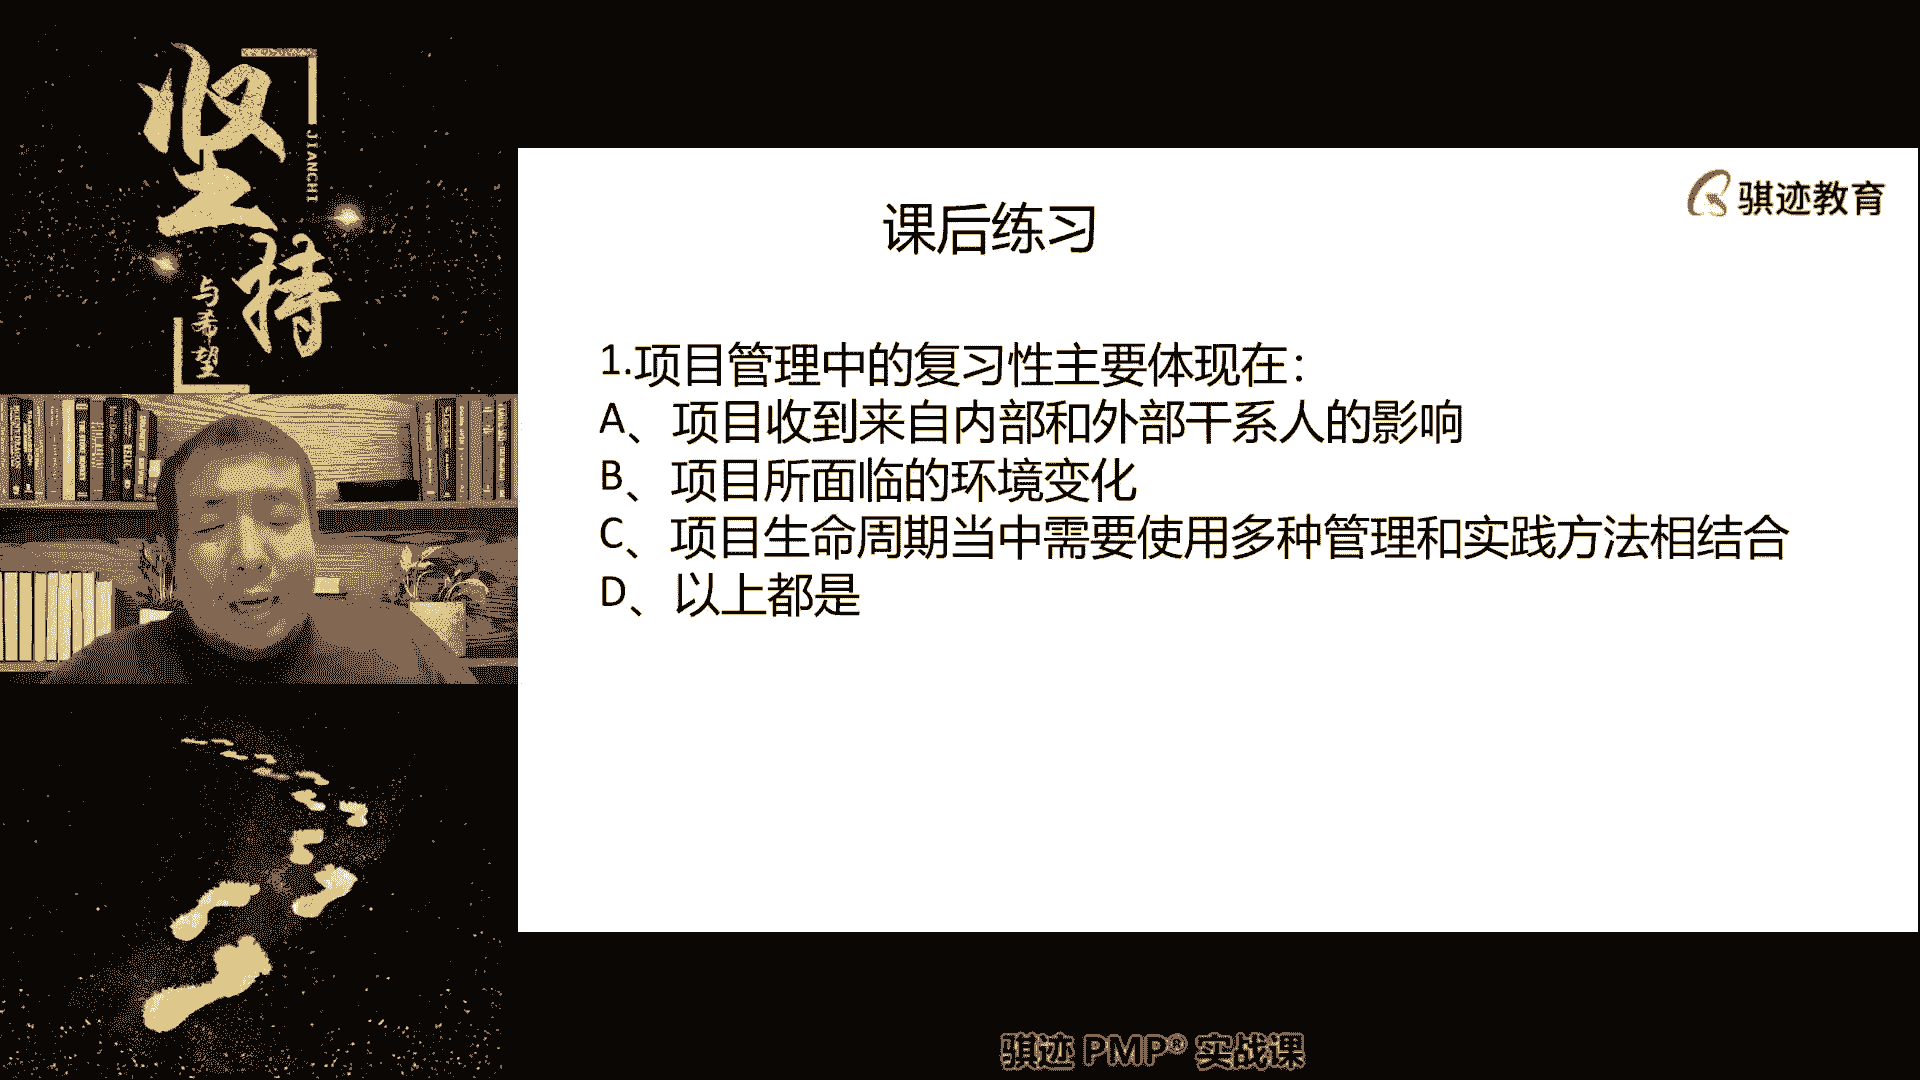 坚持
JIANCHI
与希望
骐迹教育
课后练习
1.项目管理中的复习性主要体现在：
A、项目收到来自内部和外部干系人的影响
B、项目所面临的环境变化
C、项目生命周期当中需要使用多种管理和实践方法相结合
D、以上都是
骐迹 PMP® 实战课